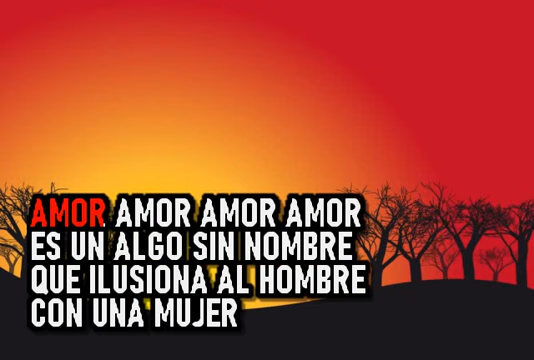 AMOR AMOR AMOR AMOR
ES UN ALGO SIN NOMBRE
QUE ILUSIONA AL HOMBRE
CON UNA MUJER